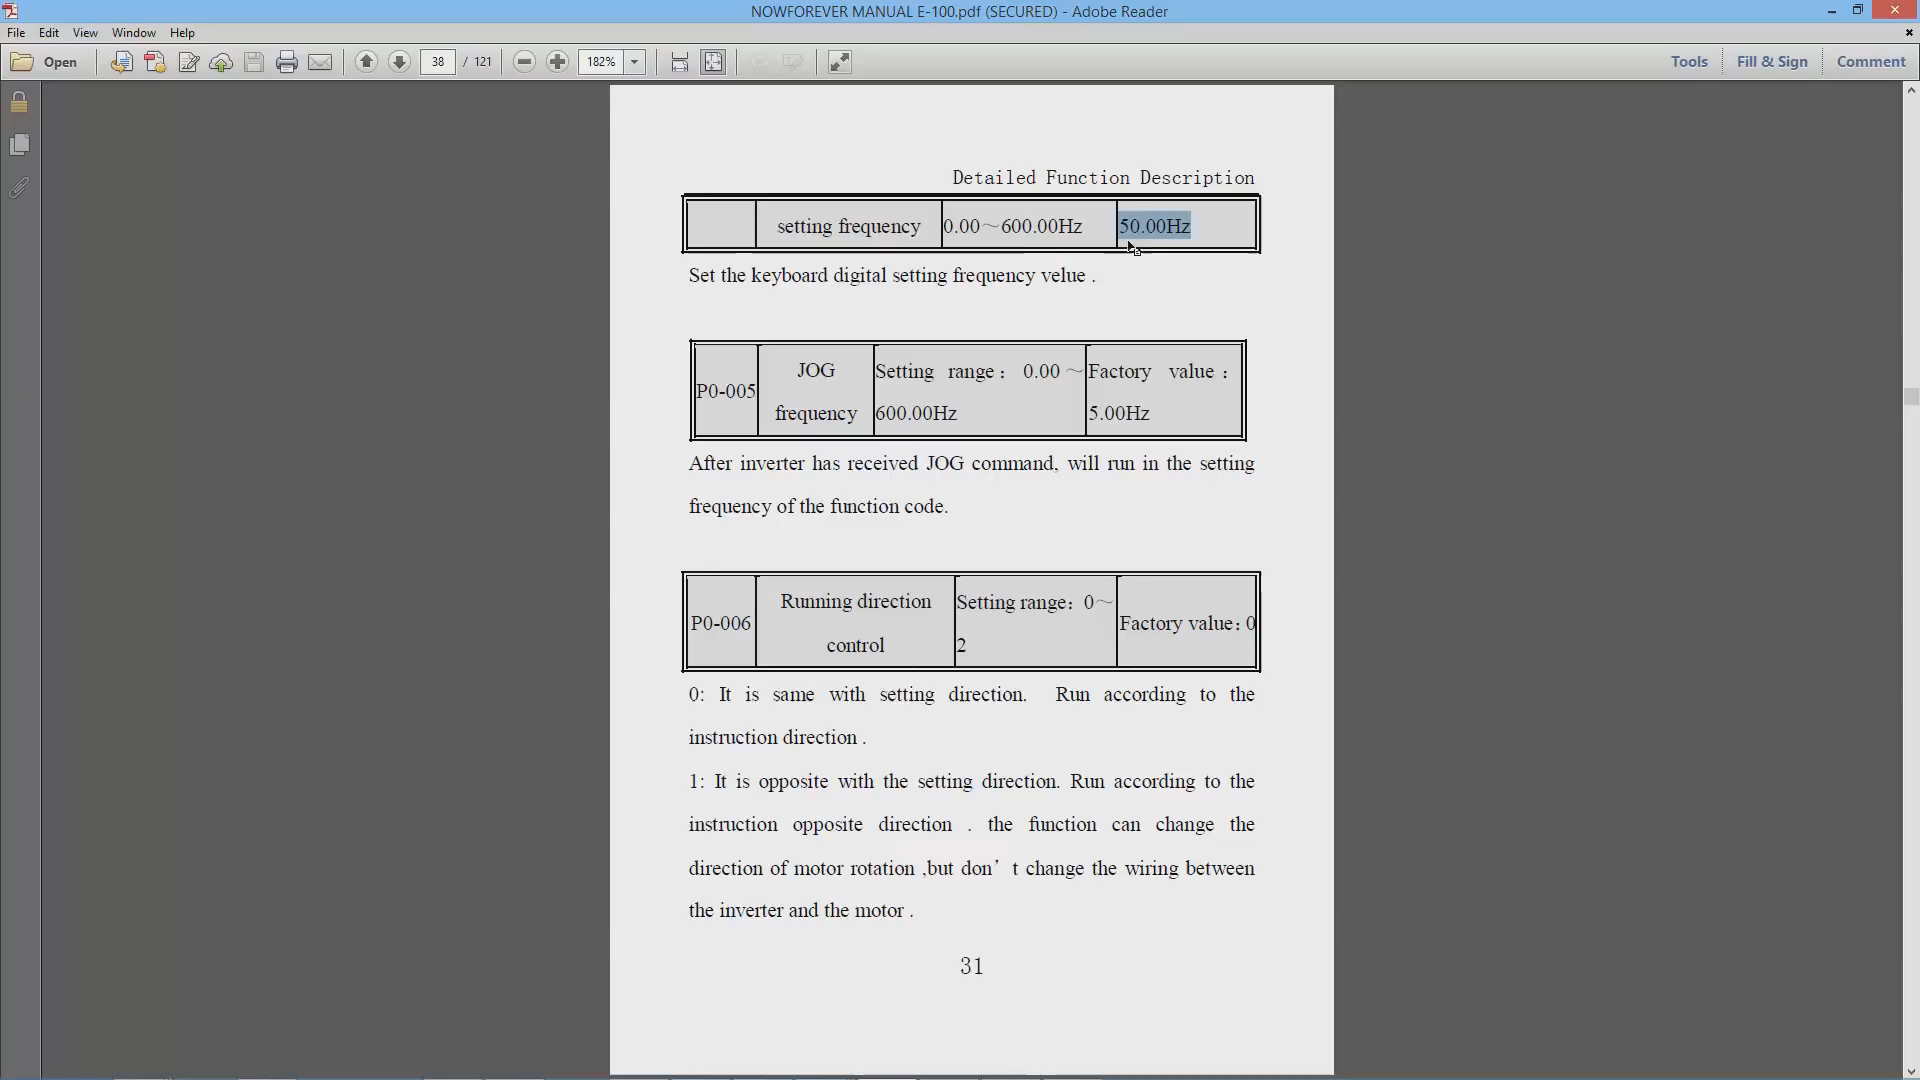 NOWFOREVER MANUAL E-100.pdf (SECURED) - Adobe Reader
File Edit View Window Help
Open 38 / 121 182% Tools Fill & Sign Comment
Detailed Function Description
setting frequency 0.00～600.00Hz 50.00Hz
Set the keyboard digital setting frequency velue .
P0-005 JOG frequency Setting range：0.00～600.00Hz Factory value：5.00Hz
After inverter has received JOG command, will run in the setting
frequency of the function code.
P0-006 Running direction control Setting range：0～2 Factory value：0
0: It is same with setting direction. Run according to the
instruction direction .
1: It is opposite with the setting direction. Run according to the
instruction opposite direction . the function can change the
direction of motor rotation ,but don’t change the wiring between
the inverter and the motor .
31